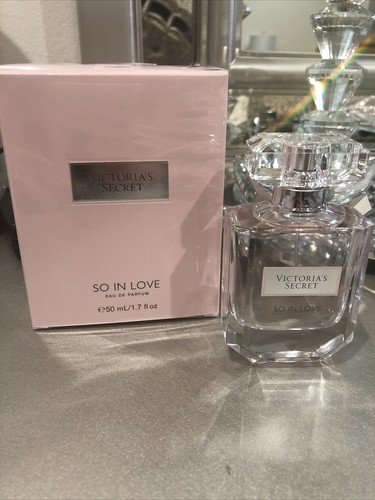 VICTORIA'S
SECRET
SO IN LOVE
EAU DE PARFUM
℮50 mL/1.7 fl oz
VICTORIA'S
SECRET
SO IN LOVE